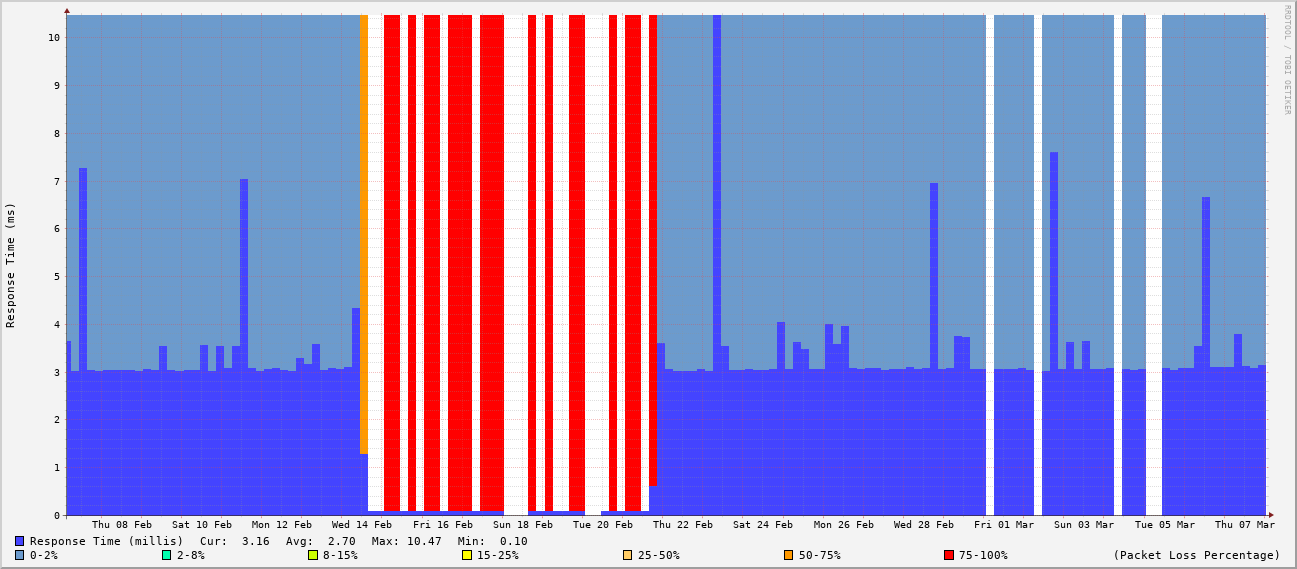 RRDTOOL / TOBI OETIKER
Response Time (ms)
10
9
8
7
6
5
4
3
2
1
0
Thu 08 Feb Sat 10 Feb Mon 12 Feb Wed 14 Feb Fri 16 Feb Sun 18 Feb Tue 20 Feb Thu 22 Feb Sat 24 Feb Mon 26 Feb Wed 28 Feb Fri 01 Mar Sun 03 Mar Tue 05 Mar Thu 07 Mar
Response Time (millis) Cur: 3.16 Avg: 2.70 Max: 10.47 Min: 0.10
0-2% 2-8% 8-15% 15-25% 25-50% 50-75% 75-100% (Packet Loss Percentage)